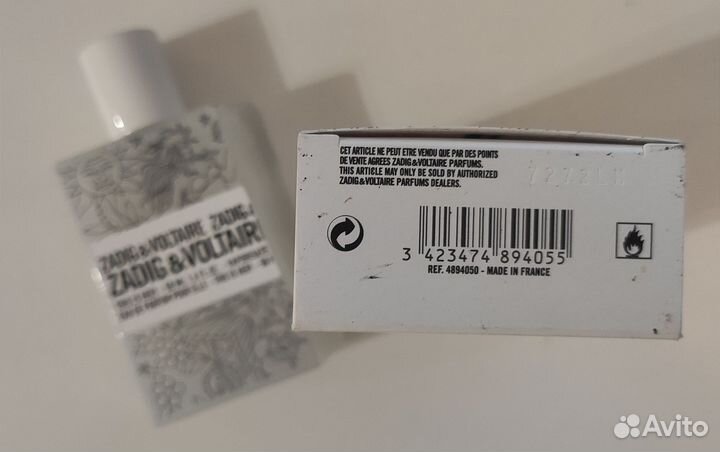 CET ARTICLE NE PEUT ETRE VENDU QUE PAR DES POINTS
DE VENTE AGREES ZADIG&VOLTAIRE PARFUMS.
THIS ARTICLE MAY ONLY BE SOLD BY AUTHORIZED
ZADIG&VOLTAIRE PARFUMS DEALERS.
3 423474 894055
REF. 4894050 - MADE IN FRANCE
ZADIG&VOLTAIRE ZADIG &
ZADIG &VOLTAIRE
Avito